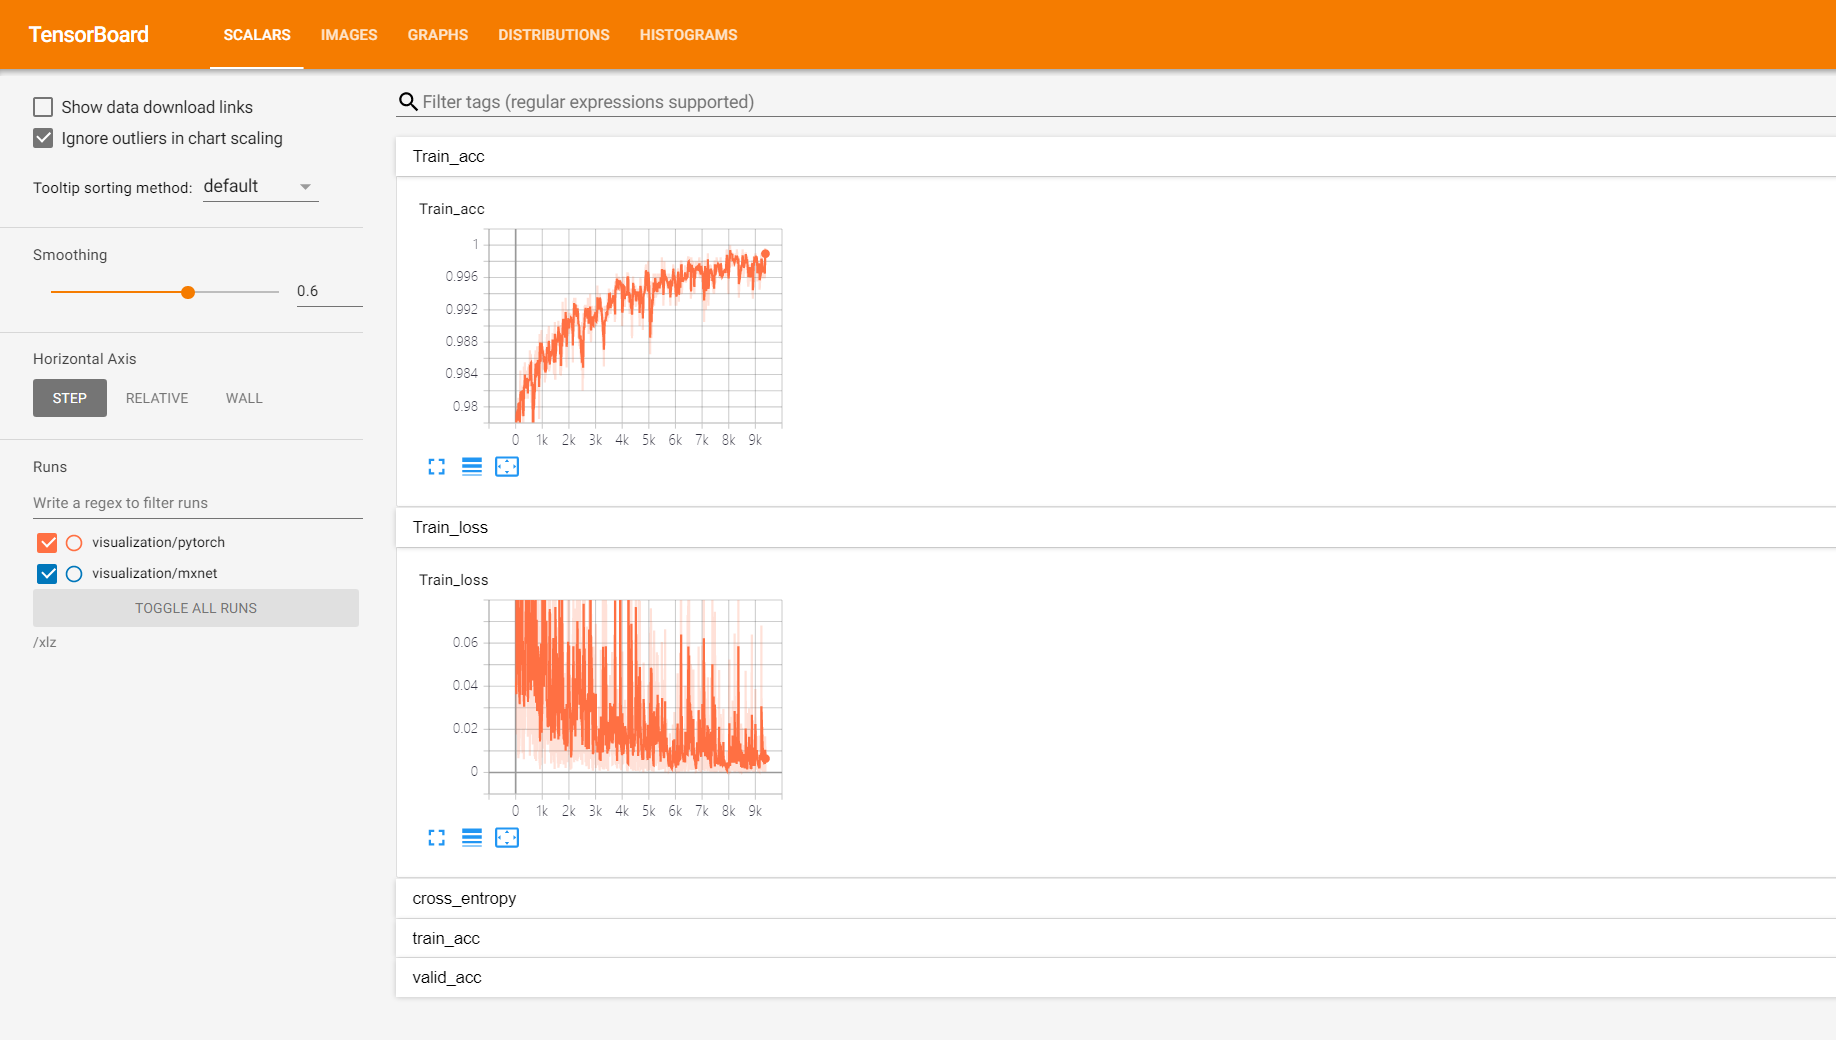 TensorBoard
SCALARS IMAGES GRAPHS DISTRIBUTIONS HISTOGRAMS
Show data download links
Ignore outliers in chart scaling
Tooltip sorting method: default
Smoothing
0.6
Horizontal Axis
STEP RELATIVE WALL
Runs
Write a regex to filter runs
visualization/pytorch
visualization/mxnet
TOGGLE ALL RUNS
/xlz
Filter tags (regular expressions supported)
Train_acc
Train_acc
1
0.996
0.992
0.988
0.984
0.98
0 1k 2k 3k 4k 5k 6k 7k 8k 9k
Train_loss
Train_loss
0.06
0.04
0.02
0
0 1k 2k 3k 4k 5k 6k 7k 8k 9k
cross_entropy
train_acc
valid_acc